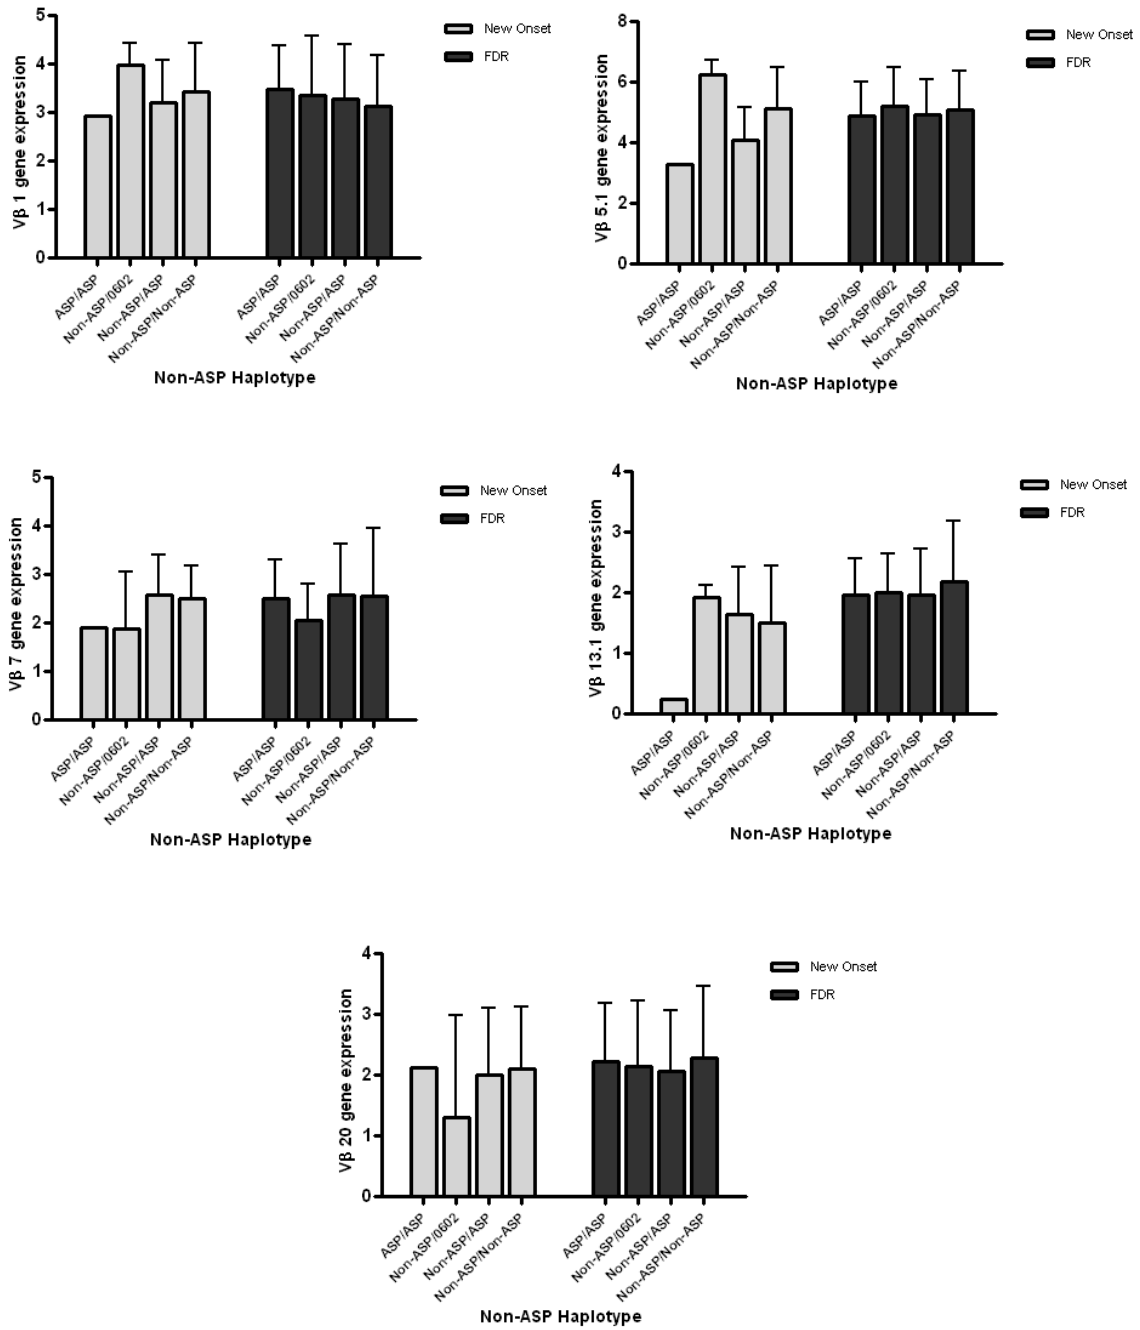 5
4
3
2
1
0
Vβ 1 gene expression
New Onset
FDR
ASP/ASP
Non-ASP/0602
Non-ASP/ASP
Non-ASP/Non-ASP
ASP/ASP
Non-ASP/0602
Non-ASP/ASP
Non-ASP/Non-ASP
Non-ASP Haplotype
8
6
4
2
0
Vβ 5.1 gene expression
New Onset
FDR
ASP/ASP
Non-ASP/0602
Non-ASP/ASP
Non-ASP/Non-ASP
ASP/ASP
Non-ASP/0602
Non-ASP/ASP
Non-ASP/Non-ASP
Non-ASP Haplotype
5
4
3
2
1
0
Vβ 7 gene expression
New Onset
FDR
ASP/ASP
Non-ASP/0602
Non-ASP/ASP
Non-ASP/Non-ASP
ASP/ASP
Non-ASP/0602
Non-ASP/ASP
Non-ASP/Non-ASP
Non-ASP Haplotype
4
3
2
1
0
Vβ 13.1 gene expression
New Onset
FDR
ASP/ASP
Non-ASP/0602
Non-ASP/ASP
Non-ASP/Non-ASP
ASP/ASP
Non-ASP/0602
Non-ASP/ASP
Non-ASP/Non-ASP
Non-ASP Haplotype
4
3
2
1
0
Vβ 20 gene expression
New Onset
FDR
ASP/ASP
Non-ASP/0602
Non-ASP/ASP
Non-ASP/Non-ASP
ASP/ASP
Non-ASP/0602
Non-ASP/ASP
Non-ASP/Non-ASP
Non-ASP Haplotype